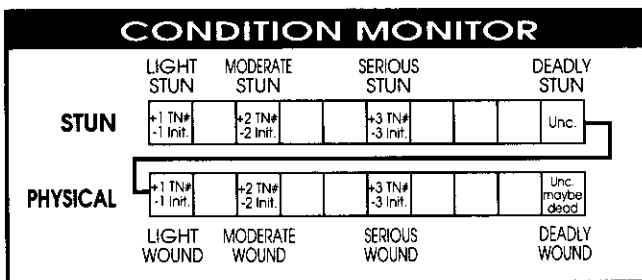 CONDITION MONITOR
LIGHT MODERATE SERIOUS DEADLY
STUN STUN STUN STUN
STUN +1 TN# +2 TN# +3 TN# Unc.
-1 Init. -2 Init. -3 Init.
PHYSICAL +1 TN# +2 TN# +3 TN# Unc.
-1 Init. -2 Init. -3 Init. maybe
dead
LIGHT MODERATE SERIOUS DEADLY
WOUND WOUND WOUND WOUND